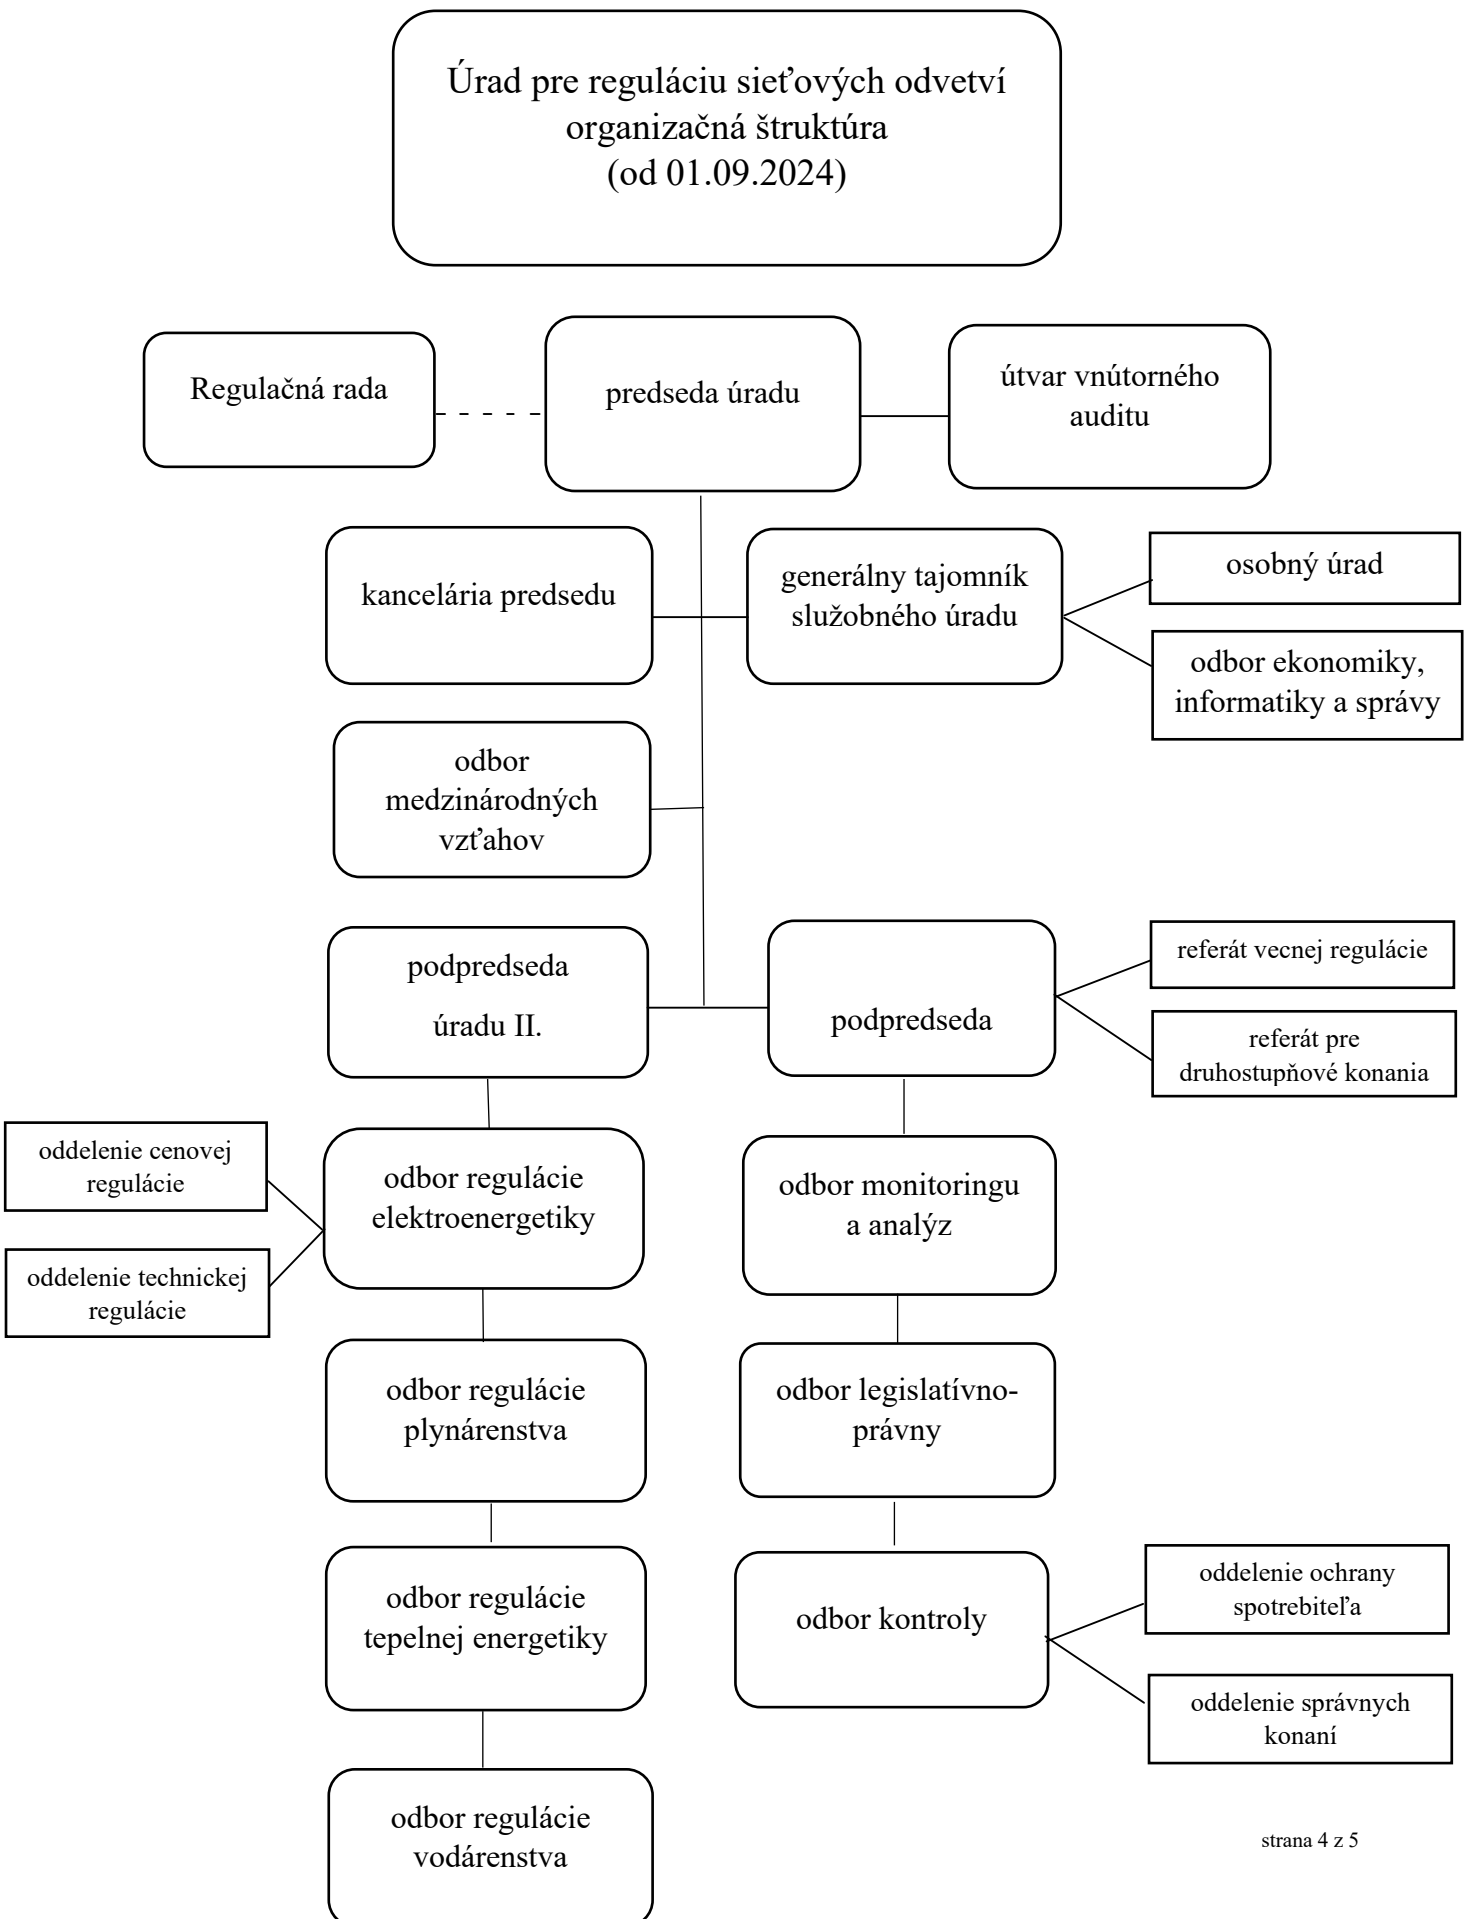 Úrad pre reguláciu sieťových odvetví
organizačná štruktúra
(od 01.09.2024)
Regulačná rada
predseda úradu
útvar vnútorného
auditu
kancelária predsedu
generálny tajomník
služobného úradu
osobný úrad
odbor ekonomiky,
informatiky a správy
odbor
medzinárodných
vzťahov
podpredseda
úradu II.
podpredseda
referát vecnej regulácie
referát pre
druhostupňové konania
oddelenie cenovej
regulácie
oddelenie technickej
regulácie
odbor regulácie
elektroenergetiky
odbor monitoringu
a analýz
odbor regulácie
plynárenstva
odbor legislatívno-
právny
odbor regulácie
tepelnej energetiky
odbor kontroly
oddelenie ochrany
spotrebiteľa
oddelenie správnych
konaní
odbor regulácie
vodárenstva
strana 4 z 5